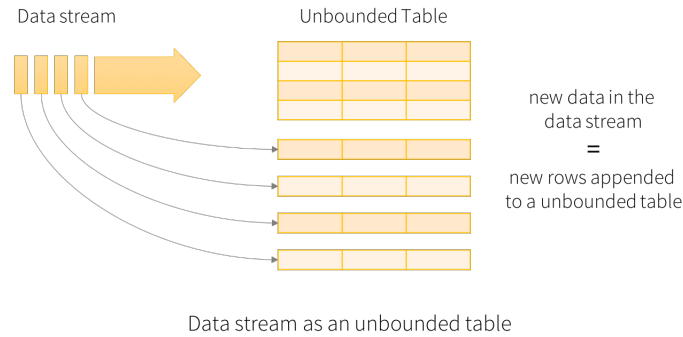 Data stream
Unbounded Table
new data in the
data stream
=
new rows appended
to a unbounded table
Data stream as an unbounded table